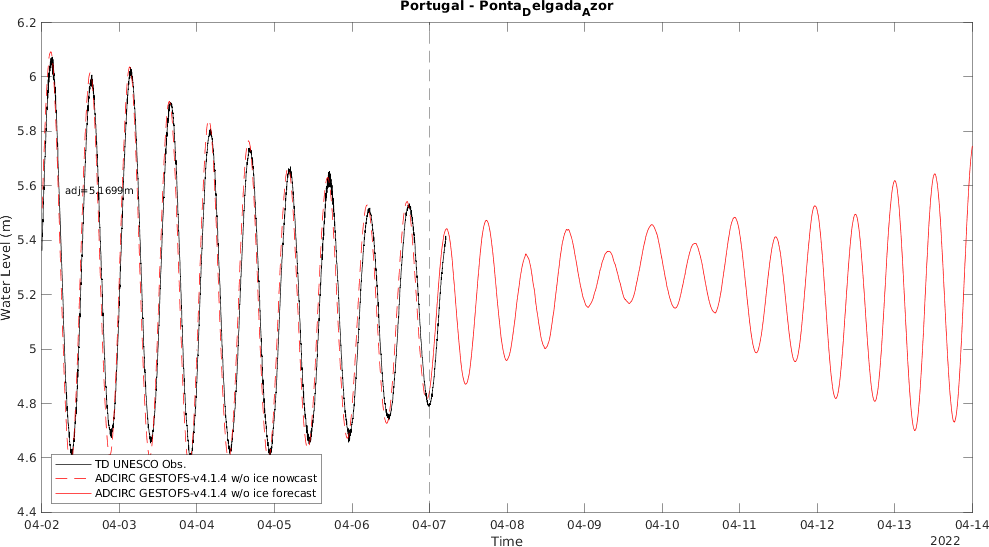 Portugal - PontaDelgadaAzor
6.2
6
5.8
5.6
5.4
5.2
5
4.8
4.6
4.4
Water Level (m)
adj=5.1699m
TD UNESCO Obs.
ADCIRC GESTOFS-v4.1.4 w/o ice nowcast
ADCIRC GESTOFS-v4.1.4 w/o ice forecast
04-02 04-03 04-04 04-05 04-06 04-07 04-08 04-09 04-10 04-11 04-12 04-13 04-14
Time
2022